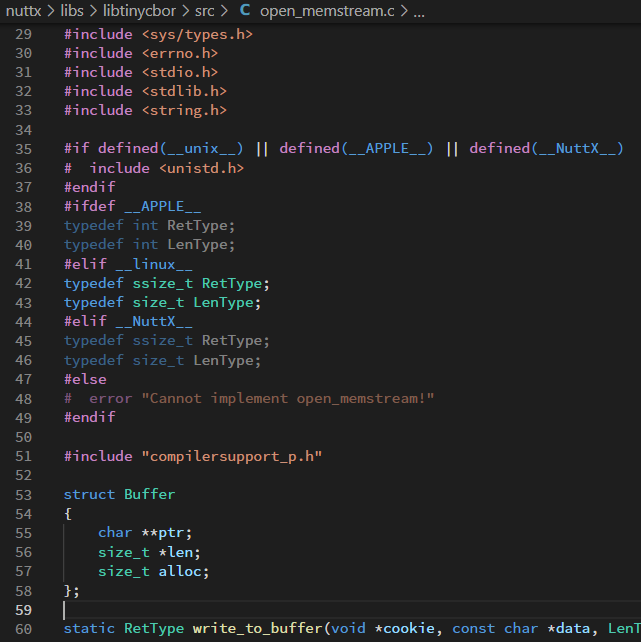 nuttx > libs > libtinycbor > src > C open_memstream.c > ...
29 #include <sys/types.h>
30 #include <errno.h>
31 #include <stdio.h>
32 #include <stdlib.h>
33 #include <string.h>
34
35 #if defined(__unix__) || defined(__APPLE__) || defined(__NuttX__)
36 #  include <unistd.h>
37 #endif
38 #ifdef __APPLE__
39 typedef int RetType;
40 typedef int LenType;
41 #elif __linux__
42 typedef ssize_t RetType;
43 typedef size_t LenType;
44 #elif __NuttX__
45 typedef ssize_t RetType;
46 typedef size_t LenType;
47 #else
48 #  error "Cannot implement open_memstream!"
49 #endif
50
51 #include "compilersupport_p.h"
52
53 struct Buffer
54 {
55     char **ptr;
56     size_t *len;
57     size_t alloc;
58 };
59
60 static RetType write_to_buffer(void *cookie, const char *data, LenT